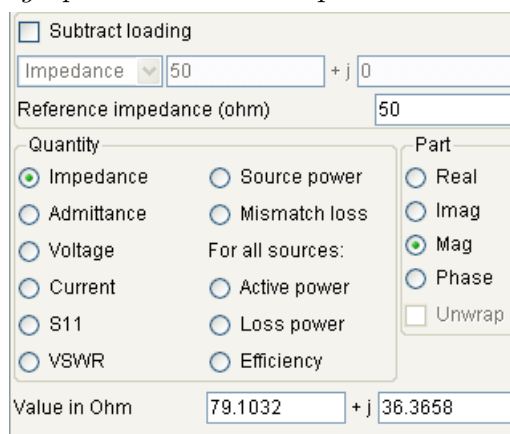 Subtract loading
Impedance 50 + j 0
Reference impedance (ohm) 50
Quantity Part
Impedance Source power Real
Admittance Mismatch loss Imag
Voltage For all sources: Mag
Current Active power Phase
S11 Loss power Unwrap
VSWR Efficiency
Value in Ohm 79.1032 + j 36.3658